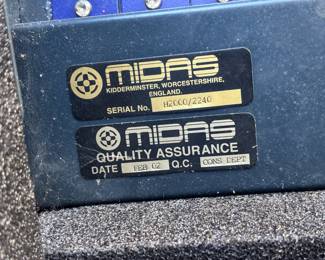 MIDAS
KIDDERMINSTER, WORCESTERSHIRE,
ENGLAND.
SERIAL No. H2000/2240
MIDAS
QUALITY ASSURANCE
DATE FEB 02 Q.C. CONS DEPT